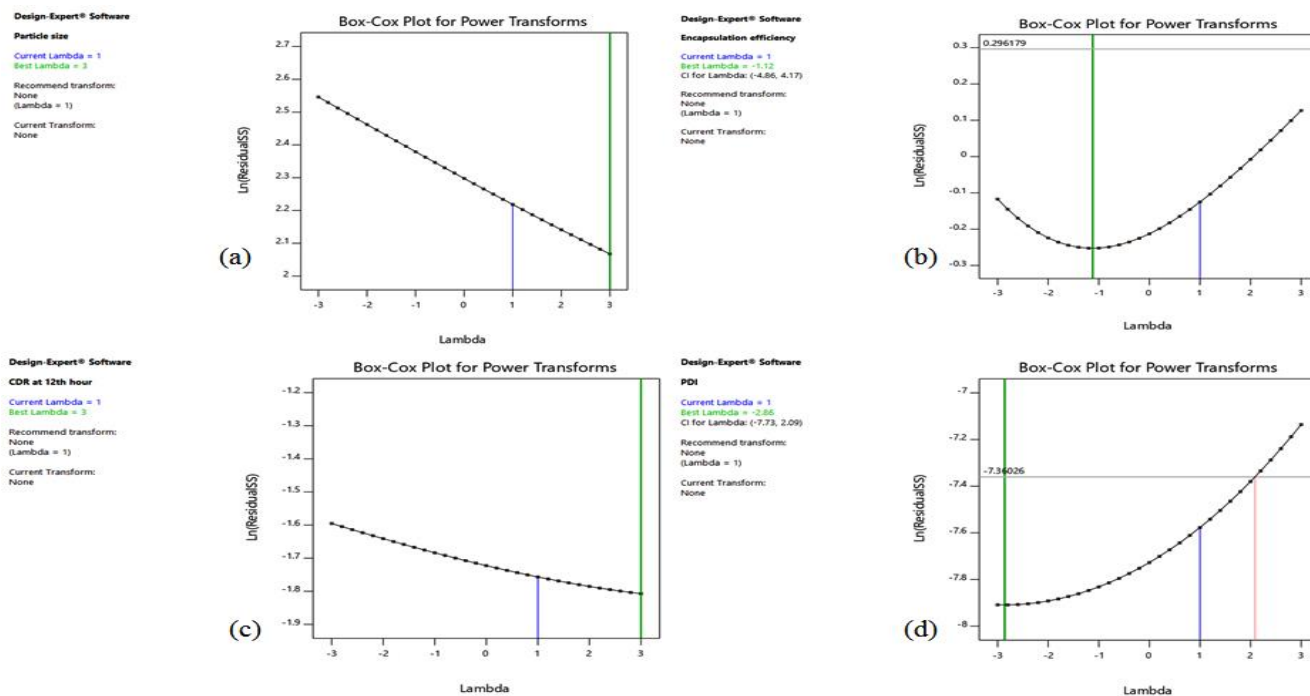 Design-Expert® Software
Particle size
Current Lambda = 1
Best Lambda = 3
Recommend transform:
None
(Lambda = 1)
Current Transform:
None
Box-Cox Plot for Power Transforms
Ln(ResidualSS)
2.7
2.6
2.5
2.4
2.3
2.2
2.1
2
-3 -2 -1 0 1 2 3
Lambda
(a)
Design-Expert® Software
Encapsulation efficiency
Current Lambda = 1
Best Lambda = -1.12
CI for Lambda: (-4.86, 4.17)
Recommend transform:
None
(Lambda = 1)
Current Transform:
None
Box-Cox Plot for Power Transforms
Ln(ResidualSS)
0.296179
0.3
0.2
0.1
0
-0.1
-0.2
-0.3
-3 -2 -1 0 1 2 3
Lambda
(b)
Design-Expert® Software
CDR at 12th hour
Current Lambda = 1
Best Lambda = 3
Recommend transform:
None
(Lambda = 1)
Current Transform:
None
Box-Cox Plot for Power Transforms
Ln(ResidualSS)
-1.2
-1.3
-1.4
-1.5
-1.6
-1.7
-1.8
-1.9
-3 -2 -1 0 1 2 3
Lambda
(c)
Design-Expert® Software
PDI
Current Lambda = 1
Best Lambda = -2.86
CI for Lambda: (-7.73, 2.09)
Recommend transform:
None
(Lambda = 1)
Current Transform:
None
Box-Cox Plot for Power Transforms
Ln(ResidualSS)
-7
-7.2
-7.36026
-7.4
-7.6
-7.8
-8
-3 -2 -1 0 1 2 3
Lambda
(d)